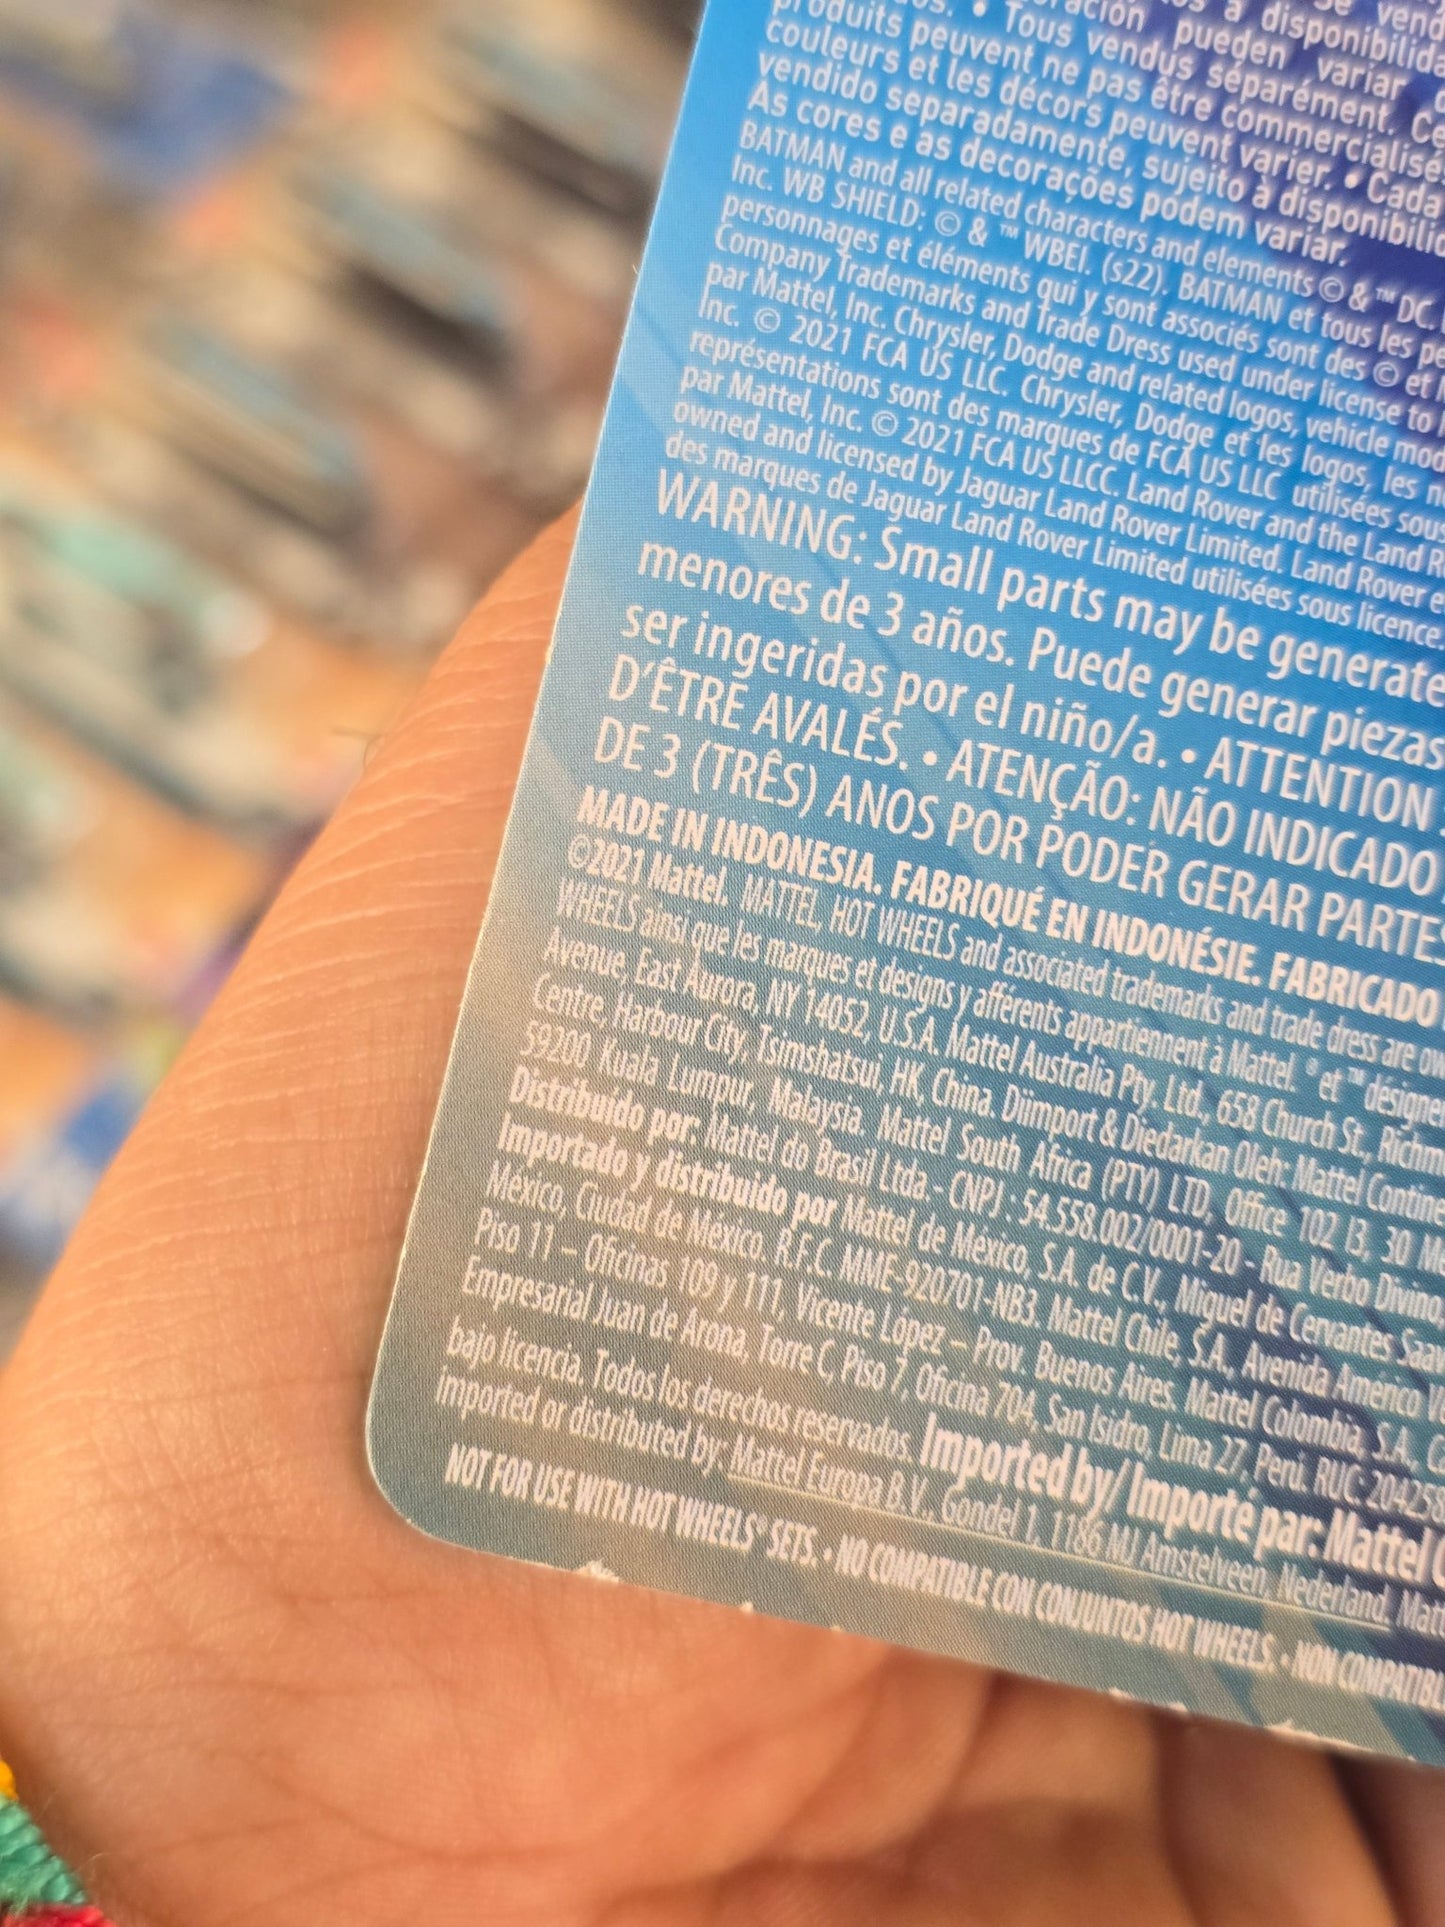 vend
oración pueden variar
produits peuvent ne pas être commercialisé
couleurs et les décors peuvent varier. • Cada
vendido separadamente, sujeito à disponibili
As cores e as decorações podem variar.
BATMAN and all related characters and elements © & ™ DC.
Inc. WB SHIELD: © & ™ WBEI. (s22). BATMAN et tous les pe
personnages et éléments qui y sont associés sont des © et
Company Trademarks and Trade Dress used under license to
par Mattel, Inc. Chrysler, Dodge and related logos, vehicle mod
Inc. © 2021 FCA US LLC. Chrysler, Dodge et les logos, les
représentations sont des marques de FCA US LLC utilisées sous
par Mattel, Inc. © 2021 FCA US LLCC. Land Rover and the Land R
owned and licensed by Jaguar Land Rover Limited. Land Rover e
des marques de Jaguar Land Rover Limited utilisées sous licence.
WARNING: Small parts may be generate
menores de 3 años. Puede generar piezas
ser ingeridas por el niño/a. • ATTENTION
D'ÊTRE AVALÉS. • ATENÇÃO: NÃO INDICADO
DE 3 (TRÊS) ANOS POR PODER GERAR PARTES
MADE IN INDONESIA. FABRIQUÉ EN INDONÉSIE. FABRICADO
©2021 Mattel. MATTEL, HOT WHEELS and associated trademarks and trade dress are ow
WHEELS ainsi que les marques et designs y afférents appartiennent à Mattel. ® et ™ désigne
Avenue, East Aurora, NY 14052, U.S.A. Mattel Australia Pty. Ltd., 658 Church St., Richm
Centre, Harbour City, Tsimshatsui, HK, China. Diimport & Diedarkan Oleh: Mattel Contine
59200 Kuala Lumpur, Malaysia. Mattel South Africa (PTY) LTD, Office 102 I3, 30 M
Distribuido por: Mattel do Brasil Ltda.- CNPJ : 54.558.002/0001-20 - Rua Verbo Divino
Importado y distribuido por Mattel de México, S.A. de C.V., Miguel de Cervantes Saav
México, Ciudad de México. R.F.C. MME-920701-NB3. Mattel Chile, S.A., Avenida Américo
Piso 11 – Oficinas 109 y 111, Vicente López – Prov. Buenos Aires. Mattel Colombia, S.A., C
Empresarial Juan de Arona, Torre C, Piso 7, Oficina 704, San Isidro, Lima 27, Perú. RUC: 204258
bajo licencia. Todos los derechos reservados. Imported by/ Importé par: Mattel
Imported or distributed by: Mattel Europa B.V., Gondel 1, 1186 MJ Amstelveen, Nederland. Matt
NOT FOR USE WITH HOT WHEELS® SETS. • NO COMPATIBLE CON CONJUNTOS HOT WHEELS. • NON COMPATIBL